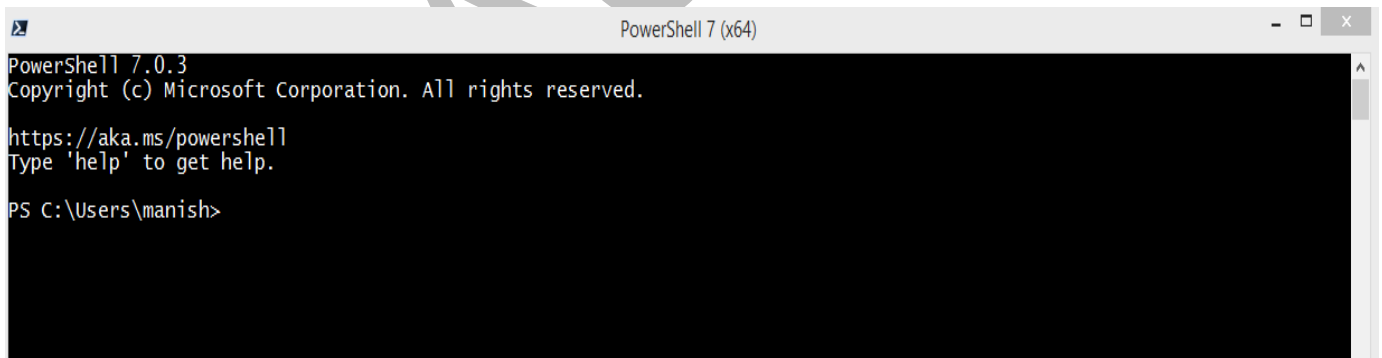 PowerShell 7 (x64)
PowerShell 7.0.3
Copyright (c) Microsoft Corporation. All rights reserved.
https://aka.ms/powershell
Type 'help' to get help.
PS C:\Users\manish>